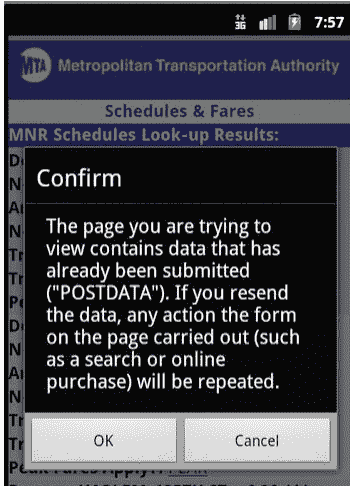 3G 7:57
MTA Metropolitan Transportation Authority
Schedules & Fares
MNR Schedules Look-up Results:
Confirm
The page you are trying to
view contains data that has
already been submitted
("POSTDATA"). If you resend
the data, any action the form
on the page carried out (such
as a search or online
purchase) will be repeated.
OK Cancel